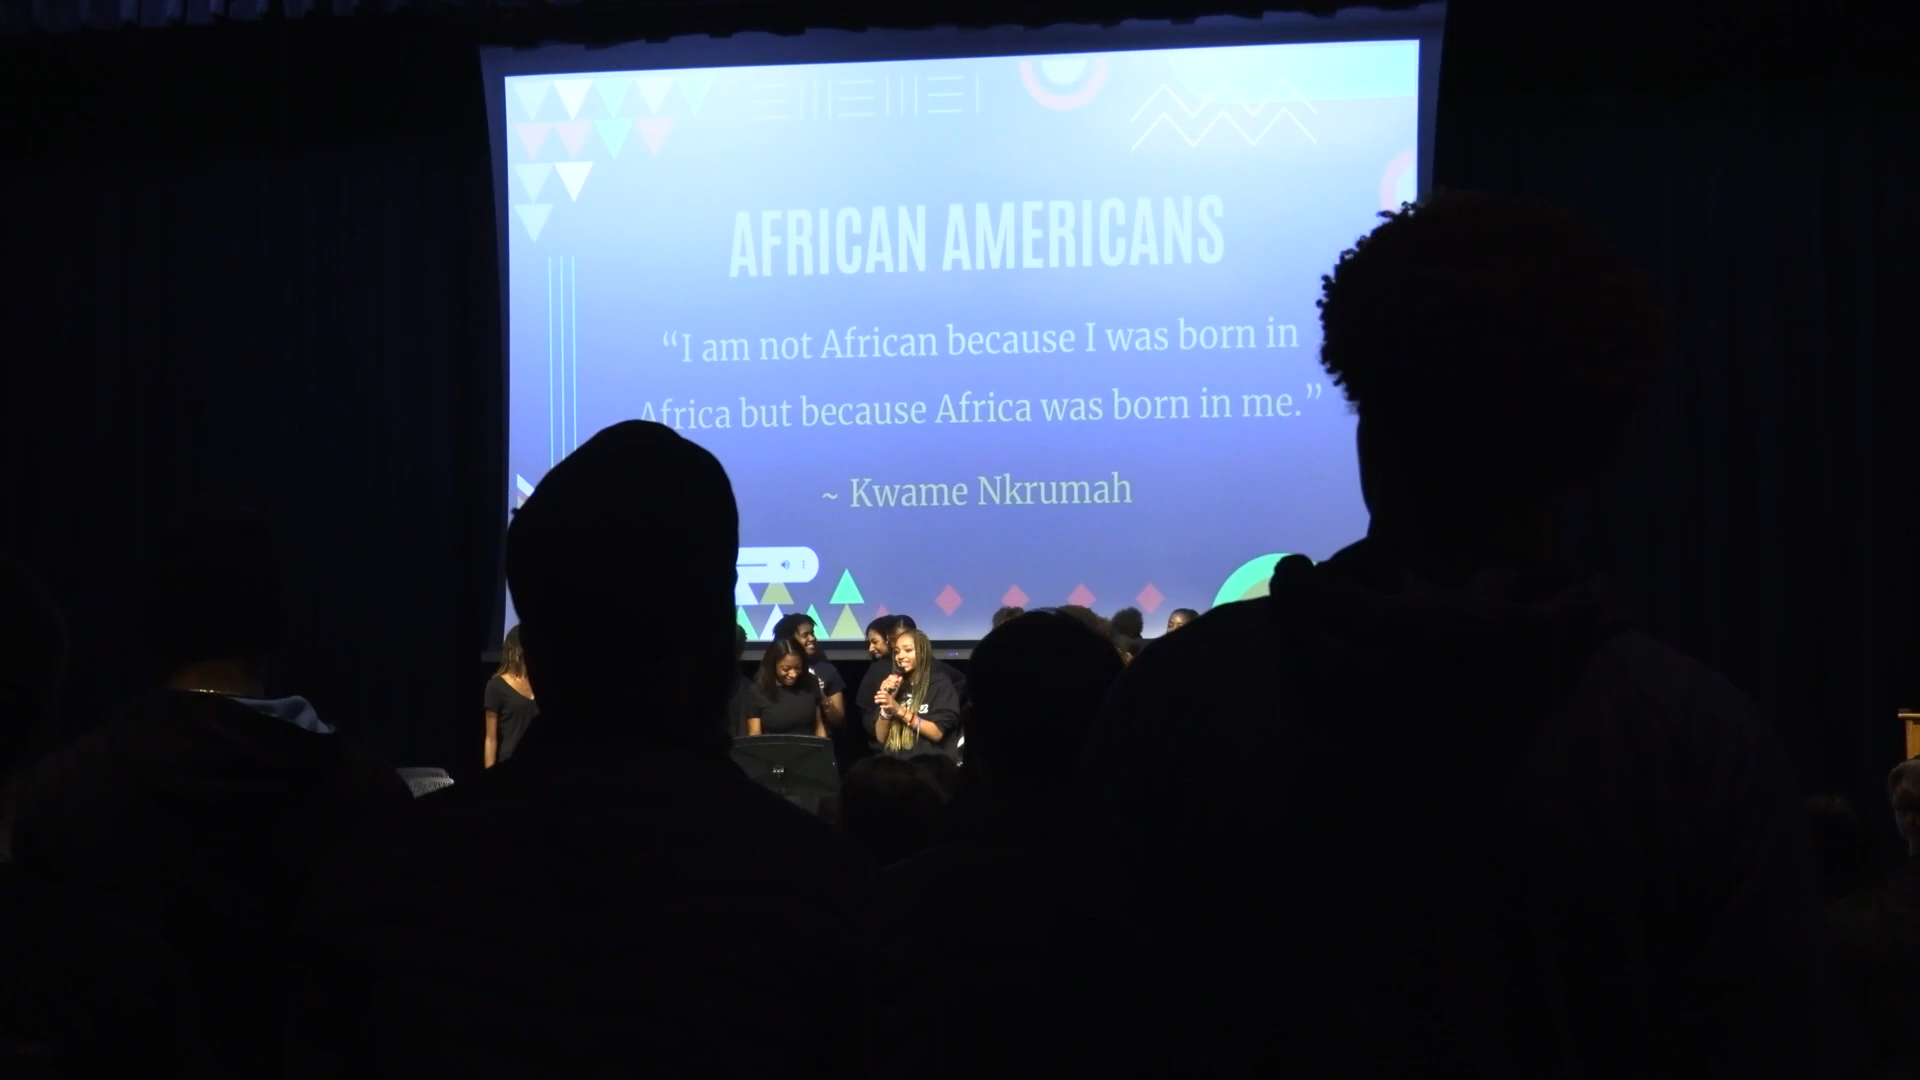 AFRICAN AMERICANS
“I am not African because I was born in
Africa but because Africa was born in me.”
~ Kwame Nkrumah